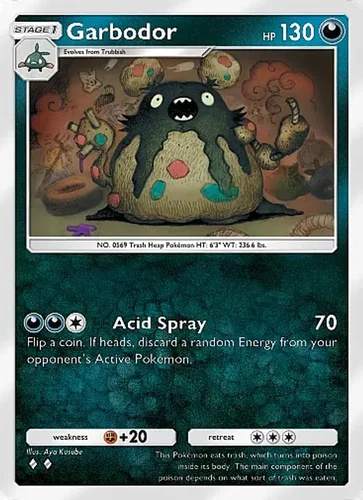 STAGE 1
Garbodor
HP 130
Evolves from Trubbish
NO. 0569 Trash Heap Pokémon HT: 6'3" WT: 236.6 lbs.
Acid Spray 70
Flip a coin. If heads, discard a random Energy from your
opponent's Active Pokémon.
Illus. Aya Kusube
weakness +20 retreat
This Pokémon eats trash, which turns into poison
inside its body. The main component of the
poison depends on what sort of trash was eaten.